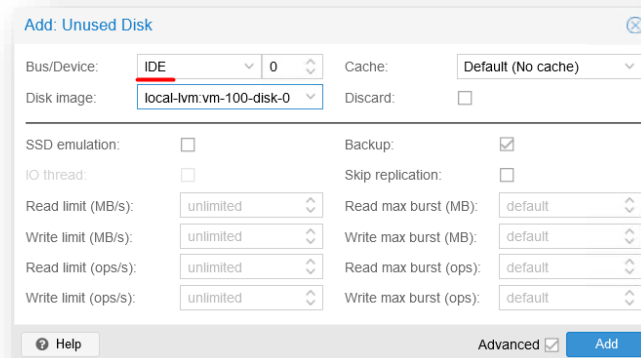 Add: Unused Disk
Bus/Device: IDE 0 Cache: Default (No cache)
Disk image: local-lvm:vm-100-disk-0 Discard:
SSD emulation: Backup:
IO thread: Skip replication:
Read limit (MB/s): unlimited Read max burst (MB): default
Write limit (MB/s): unlimited Write max burst (MB): default
Read limit (ops/s): unlimited Read max burst (ops): default
Write limit (ops/s): unlimited Write max burst (ops): default
Help Advanced Add